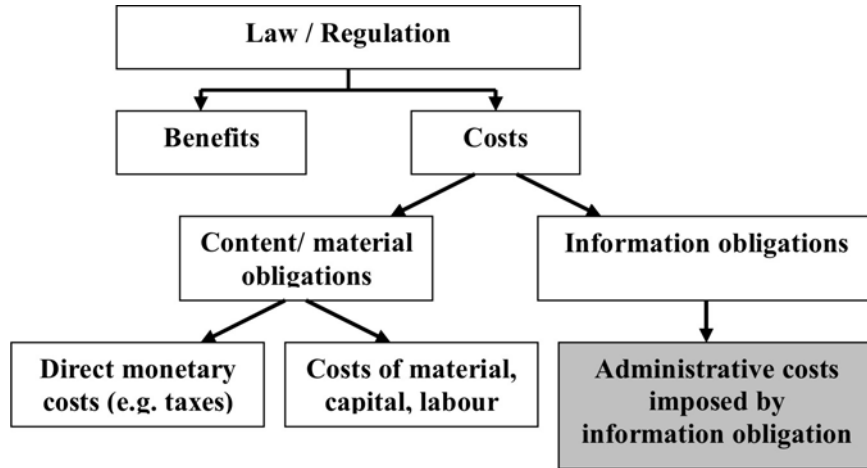 Law / Regulation
Benefits
Costs
Content/ material
obligations
Information obligations
Direct monetary
costs (e.g. taxes)
Costs of material,
capital, labour
Administrative costs
imposed by
information obligation